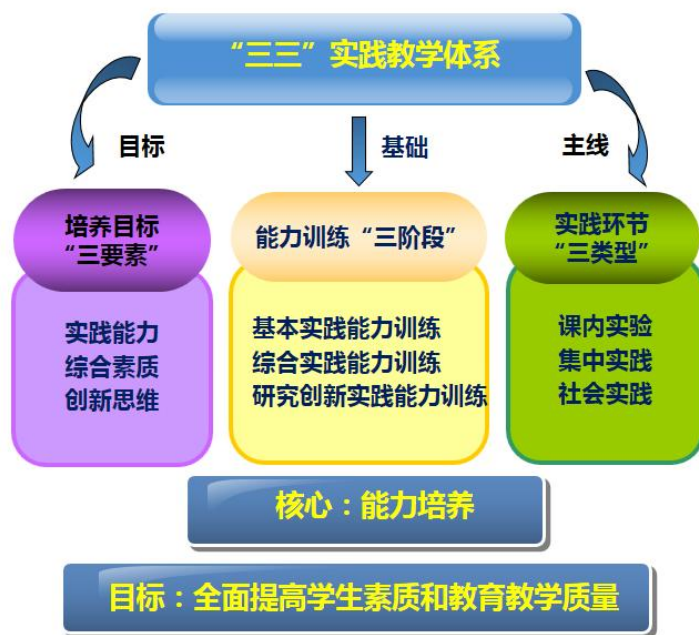 “三三”实践教学体系
目标
基础
主线
培养目标
“三要素”
实践能力
综合素质
创新思维
能力训练“三阶段”
基本实践能力训练
综合实践能力训练
研究创新实践能力训练
实践环节
“三类型”
课内实验
集中实践
社会实践
核心：能力培养
目标：全面提高学生素质和教育教学质量